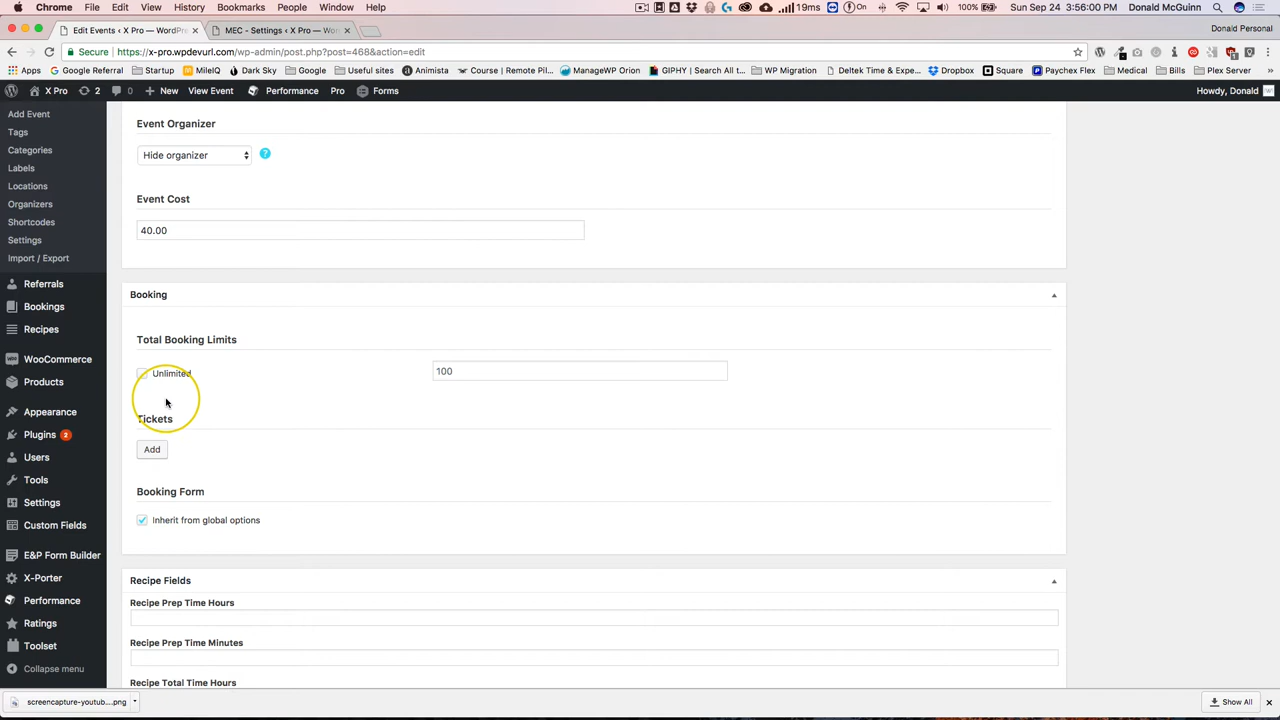 Chrome File Edit View History Bookmarks People Window Help 19ms On 100% Sun Sep 24 3:56:00 PM Donald McGuinn
Edit Events ‹ X Pro — WordPr MEC - Settings ‹ X Pro — Wo Donald Personal
Secure https://x-pro.wpdevurl.com/wp-admin/post.php?post=468&action=edit
Apps Google Referral Startup MileIQ Dark Sky Google Useful sites Animista Course | Remote Pil... ManageWP Orion GIPHY | Search All t... WP Migration Deltek Time & Expe... Dropbox Square Paychex Flex Medical Bills Plex Server
X Pro 2 0 New View Event Performance Pro Forms Howdy, Donald
Add Event
Tags
Categories
Labels
Locations
Organizers
Shortcodes
Settings
Import / Export
Referrals
Bookings
Recipes
WooCommerce
Products
Appearance
Plugins 2
Users
Tools
Settings
Custom Fields
E&P Form Builder
X-Porter
Performance
Ratings
Toolset
Collapse menu
Event Organizer
Hide organizer ?
Event Cost
40.00
Booking
Total Booking Limits
Unlimited 100
Tickets
Add
Booking Form
Inherit from global options
Recipe Fields
Recipe Prep Time Hours
Recipe Prep Time Minutes
Recipe Total Time Hours
screencapture-youtub....png Show All